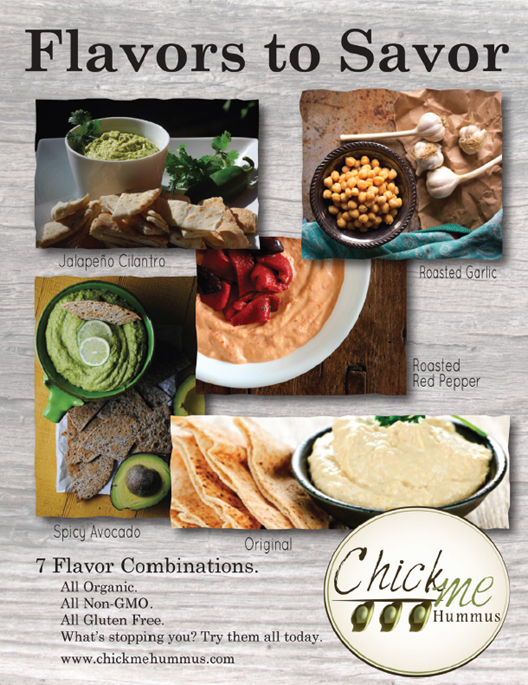 Flavors to Savor
Jalapeño Cilantro
Roasted Garlic
Roasted
Red Pepper
Spicy Avocado
Original
7 Flavor Combinations.
All Organic.
All Non-GMO.
All Gluten Free.
What's stopping you? Try them all today.
www.chickmehummus.com
Chick me
Hummus